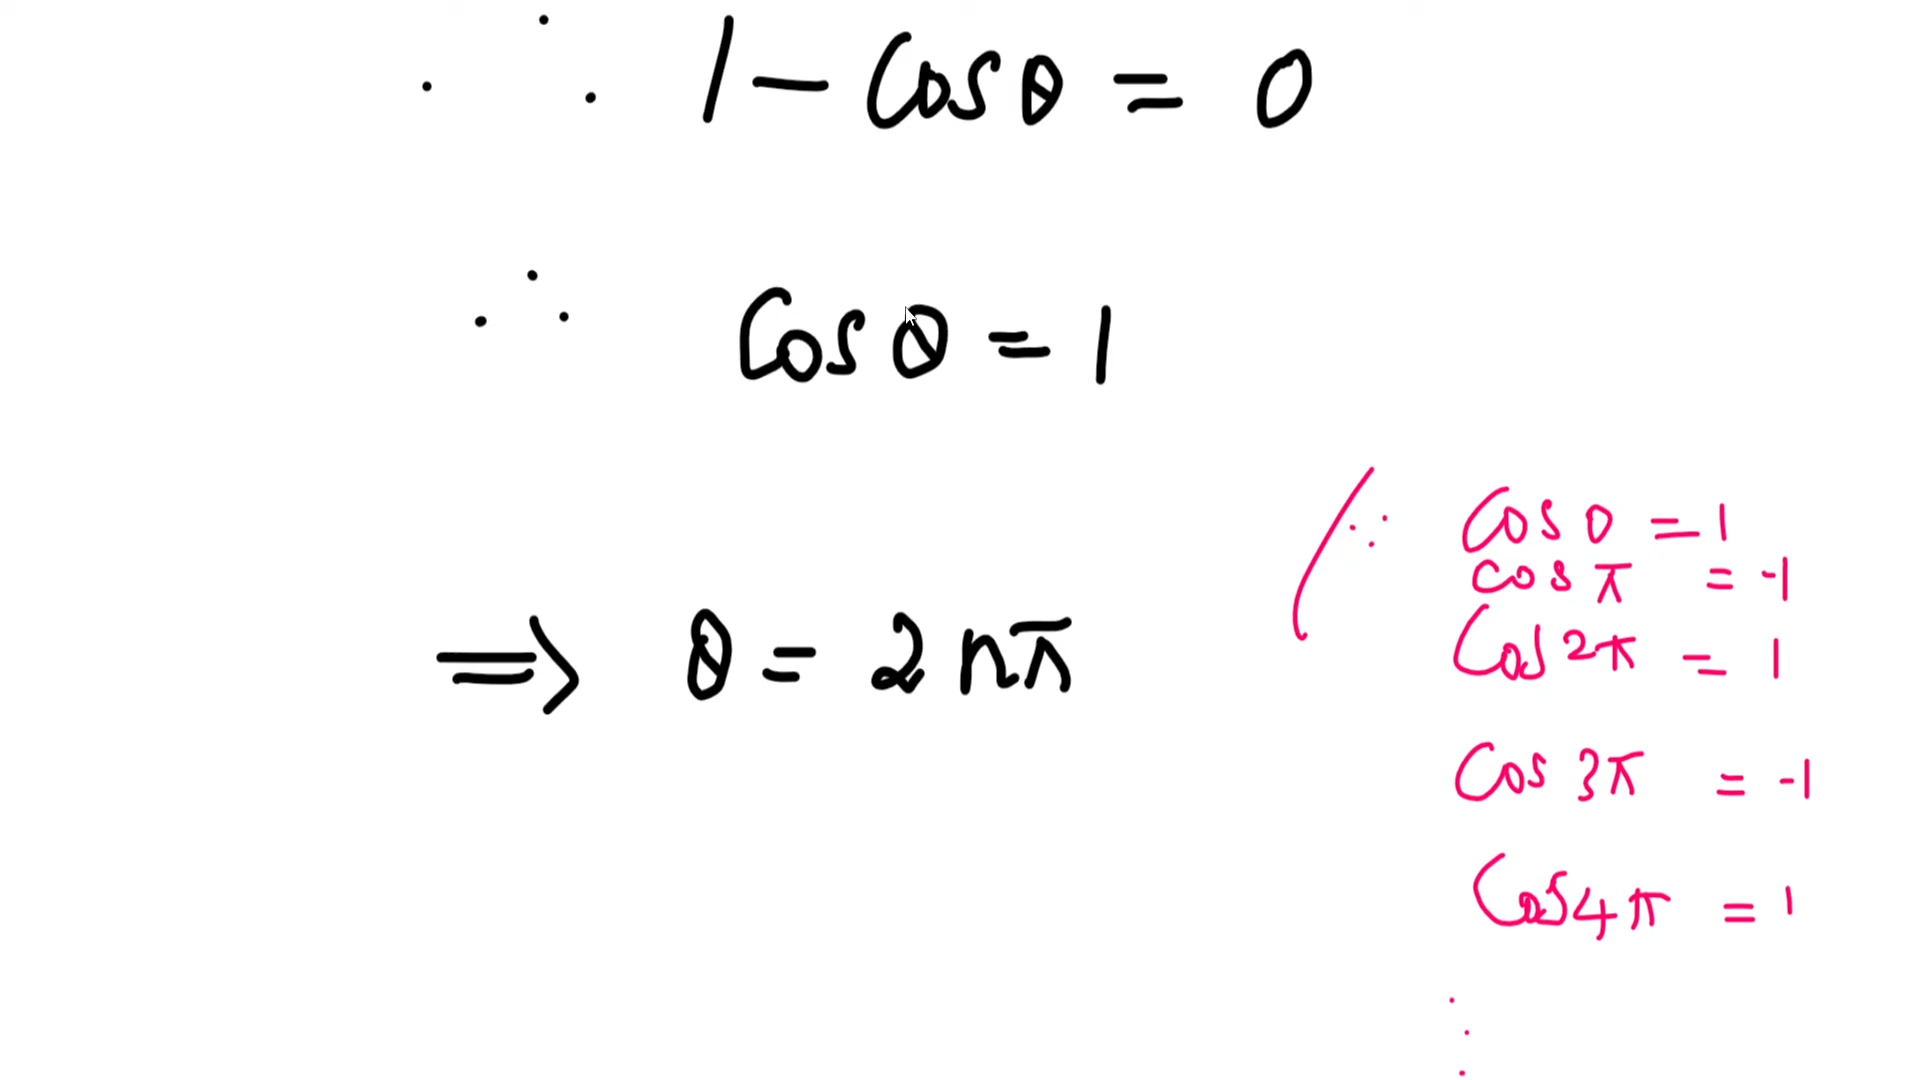 ∴ 1 - Cos θ = 0
∴ Cos θ = 1
⇒ θ = 2nπ
(∵ Cos 0 = 1
cos π = -1
Cos 2π = 1
Cos 3π = -1
Cos 4π = 1
⋮